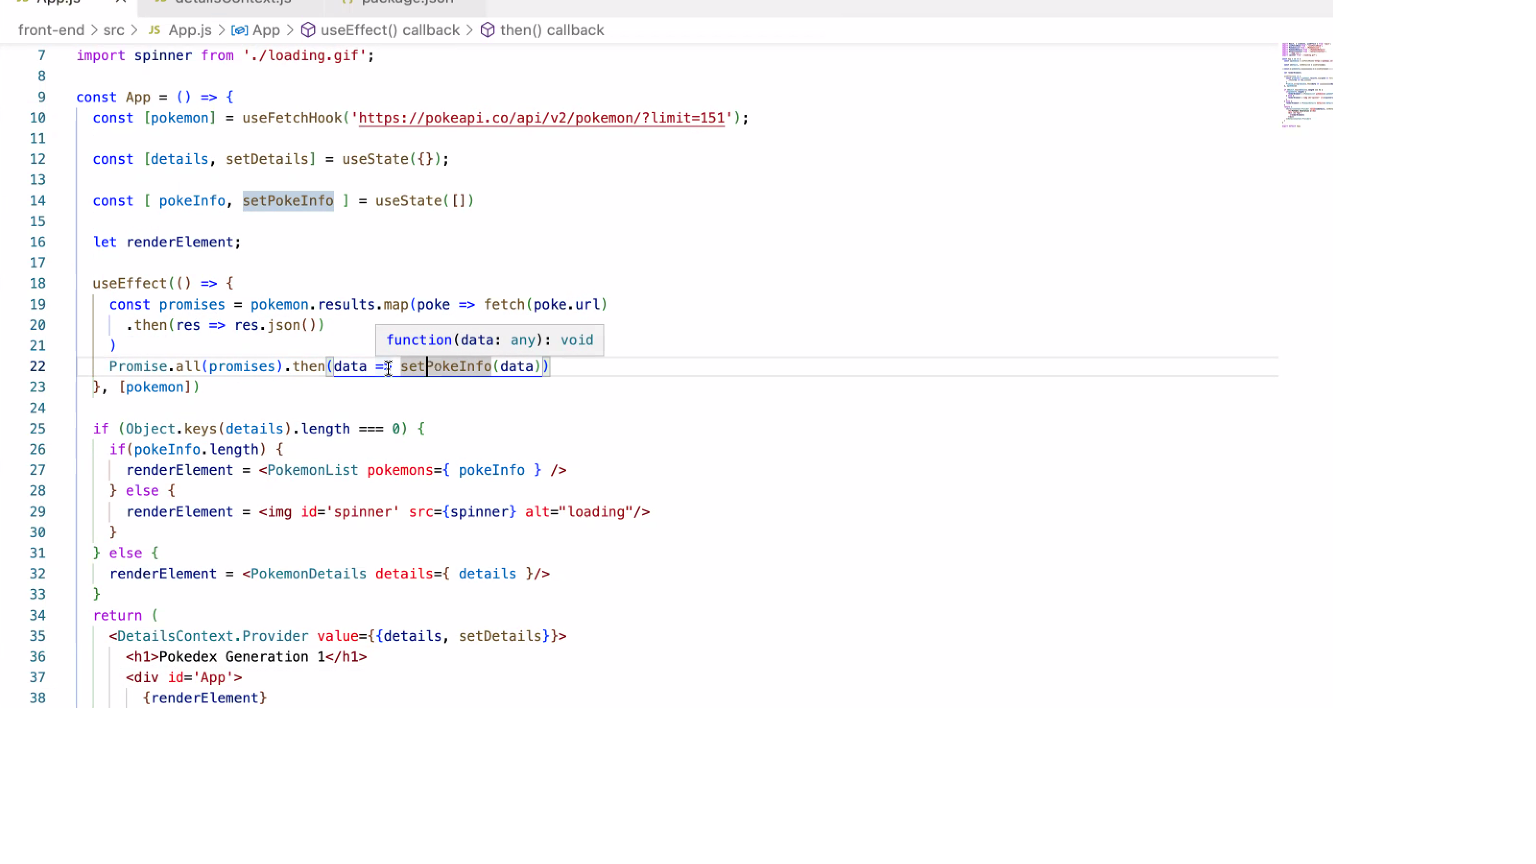 App.js × detailsContext.js package.json
front-end > src > JS App.js > App > useEffect() callback > then() callback
7 import spinner from './loading.gif';
8
9 const App = () => {
10 const [pokemon] = useFetchHook('https://pokeapi.co/api/v2/pokemon/?limit=151');
11
12 const [details, setDetails] = useState({});
13
14 const [ pokeInfo, setPokeInfo ] = useState([])
15
16 let renderElement;
17
18 useEffect(() => {
19 const promises = pokemon.results.map(poke => fetch(poke.url)
20 .then(res => res.json())
21 )
function(data: any): void
22 Promise.all(promises).then(data => setPokeInfo(data))
23 }, [pokemon])
24
25 if (Object.keys(details).length === 0) {
26 if(pokeInfo.length) {
27 renderElement = <PokemonList pokemons={ pokeInfo } />
28 } else {
29 renderElement = <img id='spinner' src={spinner} alt="loading"/>
30 }
31 } else {
32 renderElement = <PokemonDetails details={ details }/>
33 }
34 return (
35 <DetailsContext.Provider value={{details, setDetails}}>
36 <h1>Pokedex Generation 1</h1>
37 <div id='App'>
38 {renderElement}